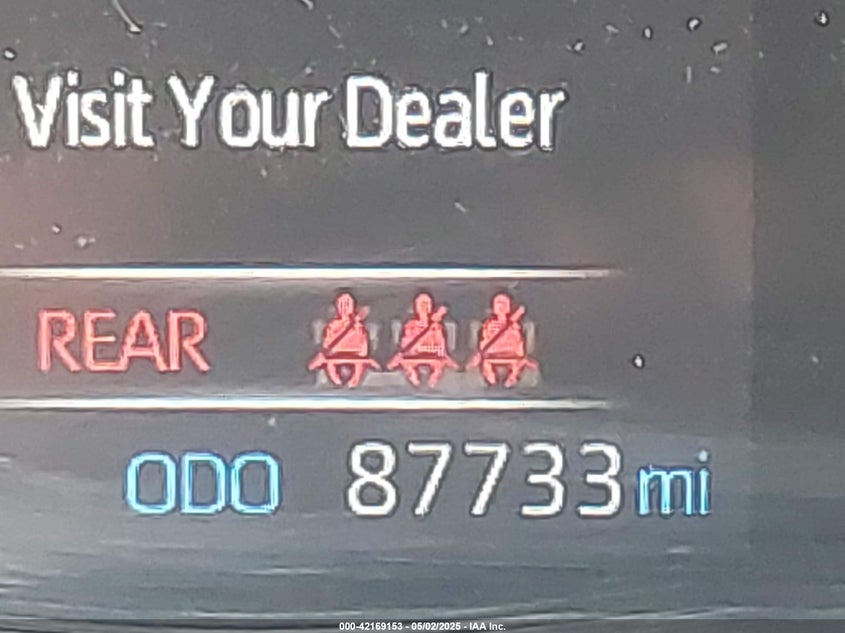 Visit Your Dealer
REAR
ODO 87733 mi
000-42169153 - 05/02/2025 - IAA Inc.